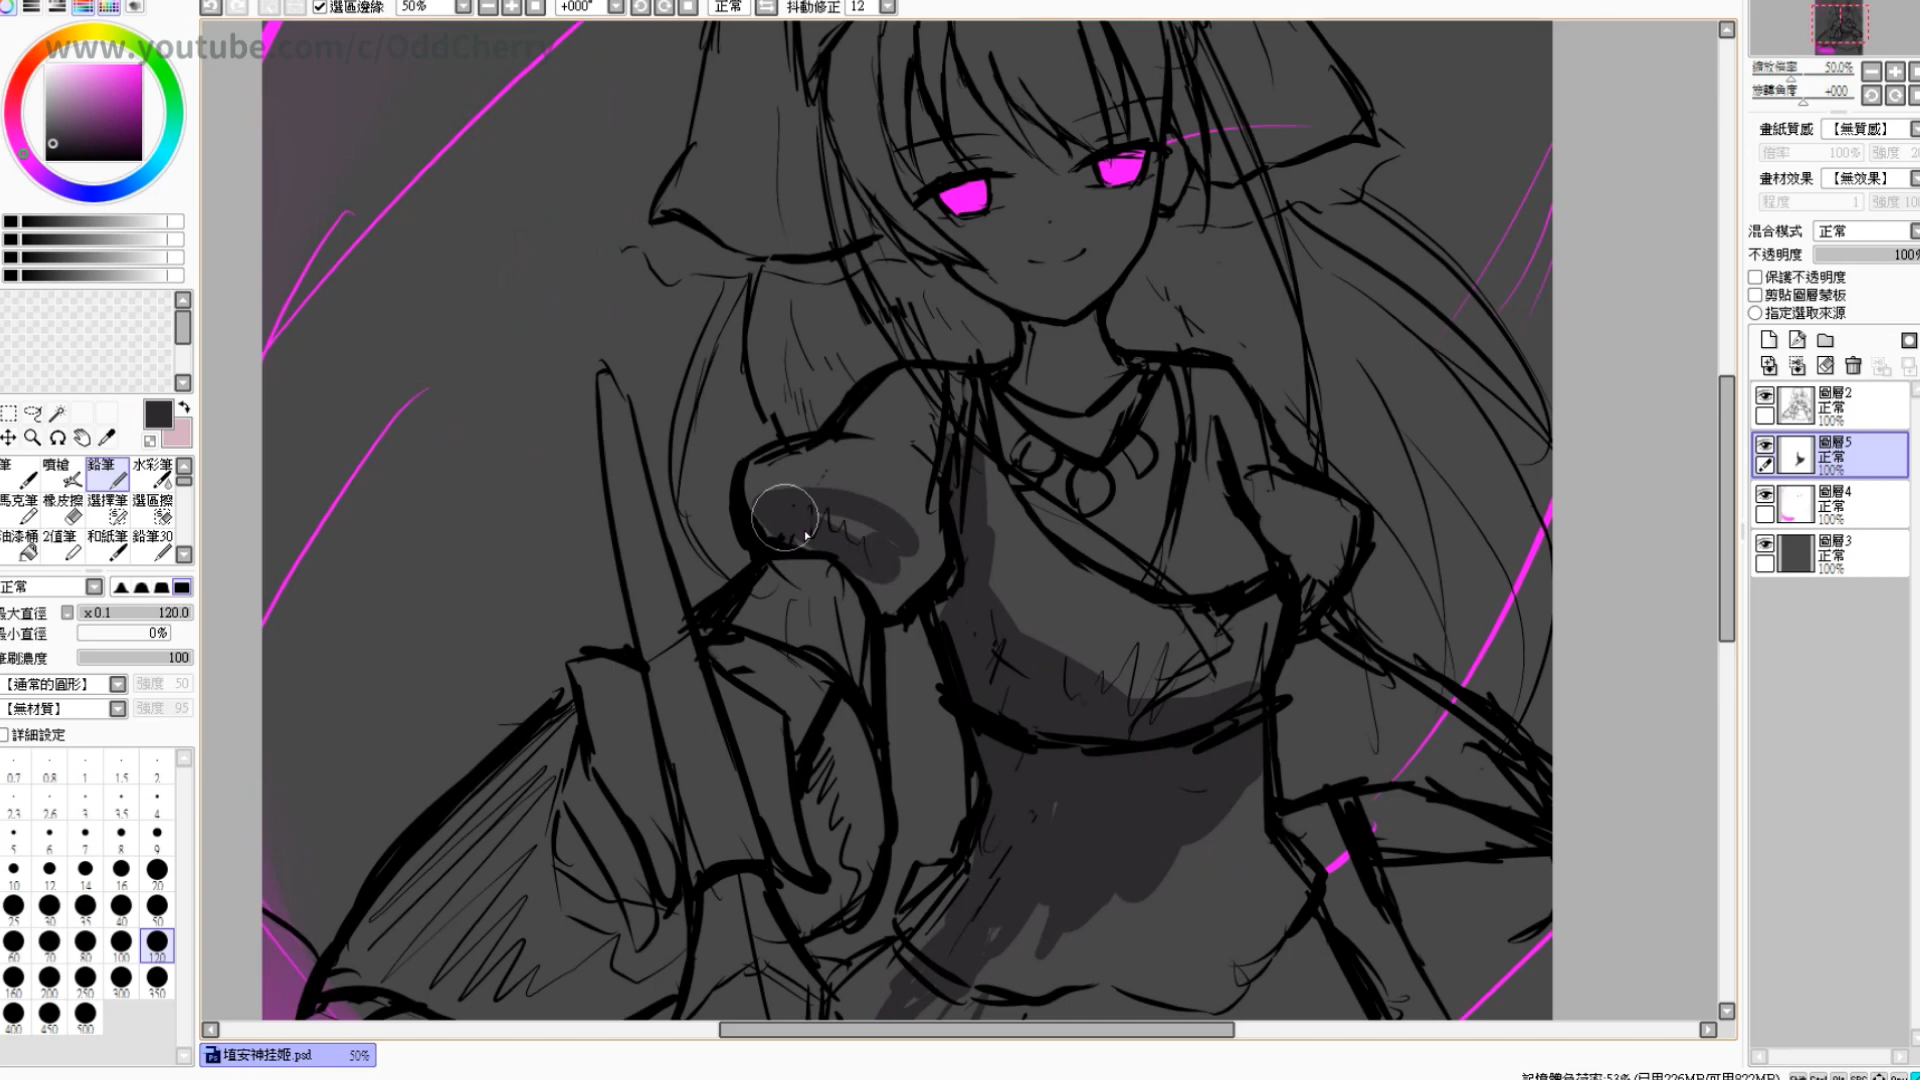 選區邊緣 50% +000° 正常 抖動修正 12
www.youtube.com/c/OddCherry
縮放倍率 50.0%
旋轉角度 +000
畫紙質感 【無質感】
倍率 100% 強度 20
畫材效果 【無效果】
程度 1 強度 100
混合模式 正常
不透明度 100%
保護不透明度
剪貼圖層蒙板
指定選取來源
圖層2
正常
100%
圖層5
正常
100%
圖層4
正常
100%
圖層3
正常
100%
筆 噴槍 鉛筆 水彩筆
馬克筆 橡皮擦 選擇筆 選區擦
油漆桶 2值筆 和紙筆 鉛筆30
正常
最大直徑 x 0.1 120.0
最小直徑 0%
筆刷濃度 100
【通常的圓形】 強度 50
【無材質】 強度 95
詳細設定
0.7 0.8 1 1.5 2
2.3 2.6 3 3.5 4
5 6 7 8 9
10 12 14 16 20
25 30 35 40 50
60 70 80 100 120
160 200 250 300 350
400 450 500
埴安神袿姬.psd 50%
記憶體負荷率:53% (已用226MB/可用822MB)